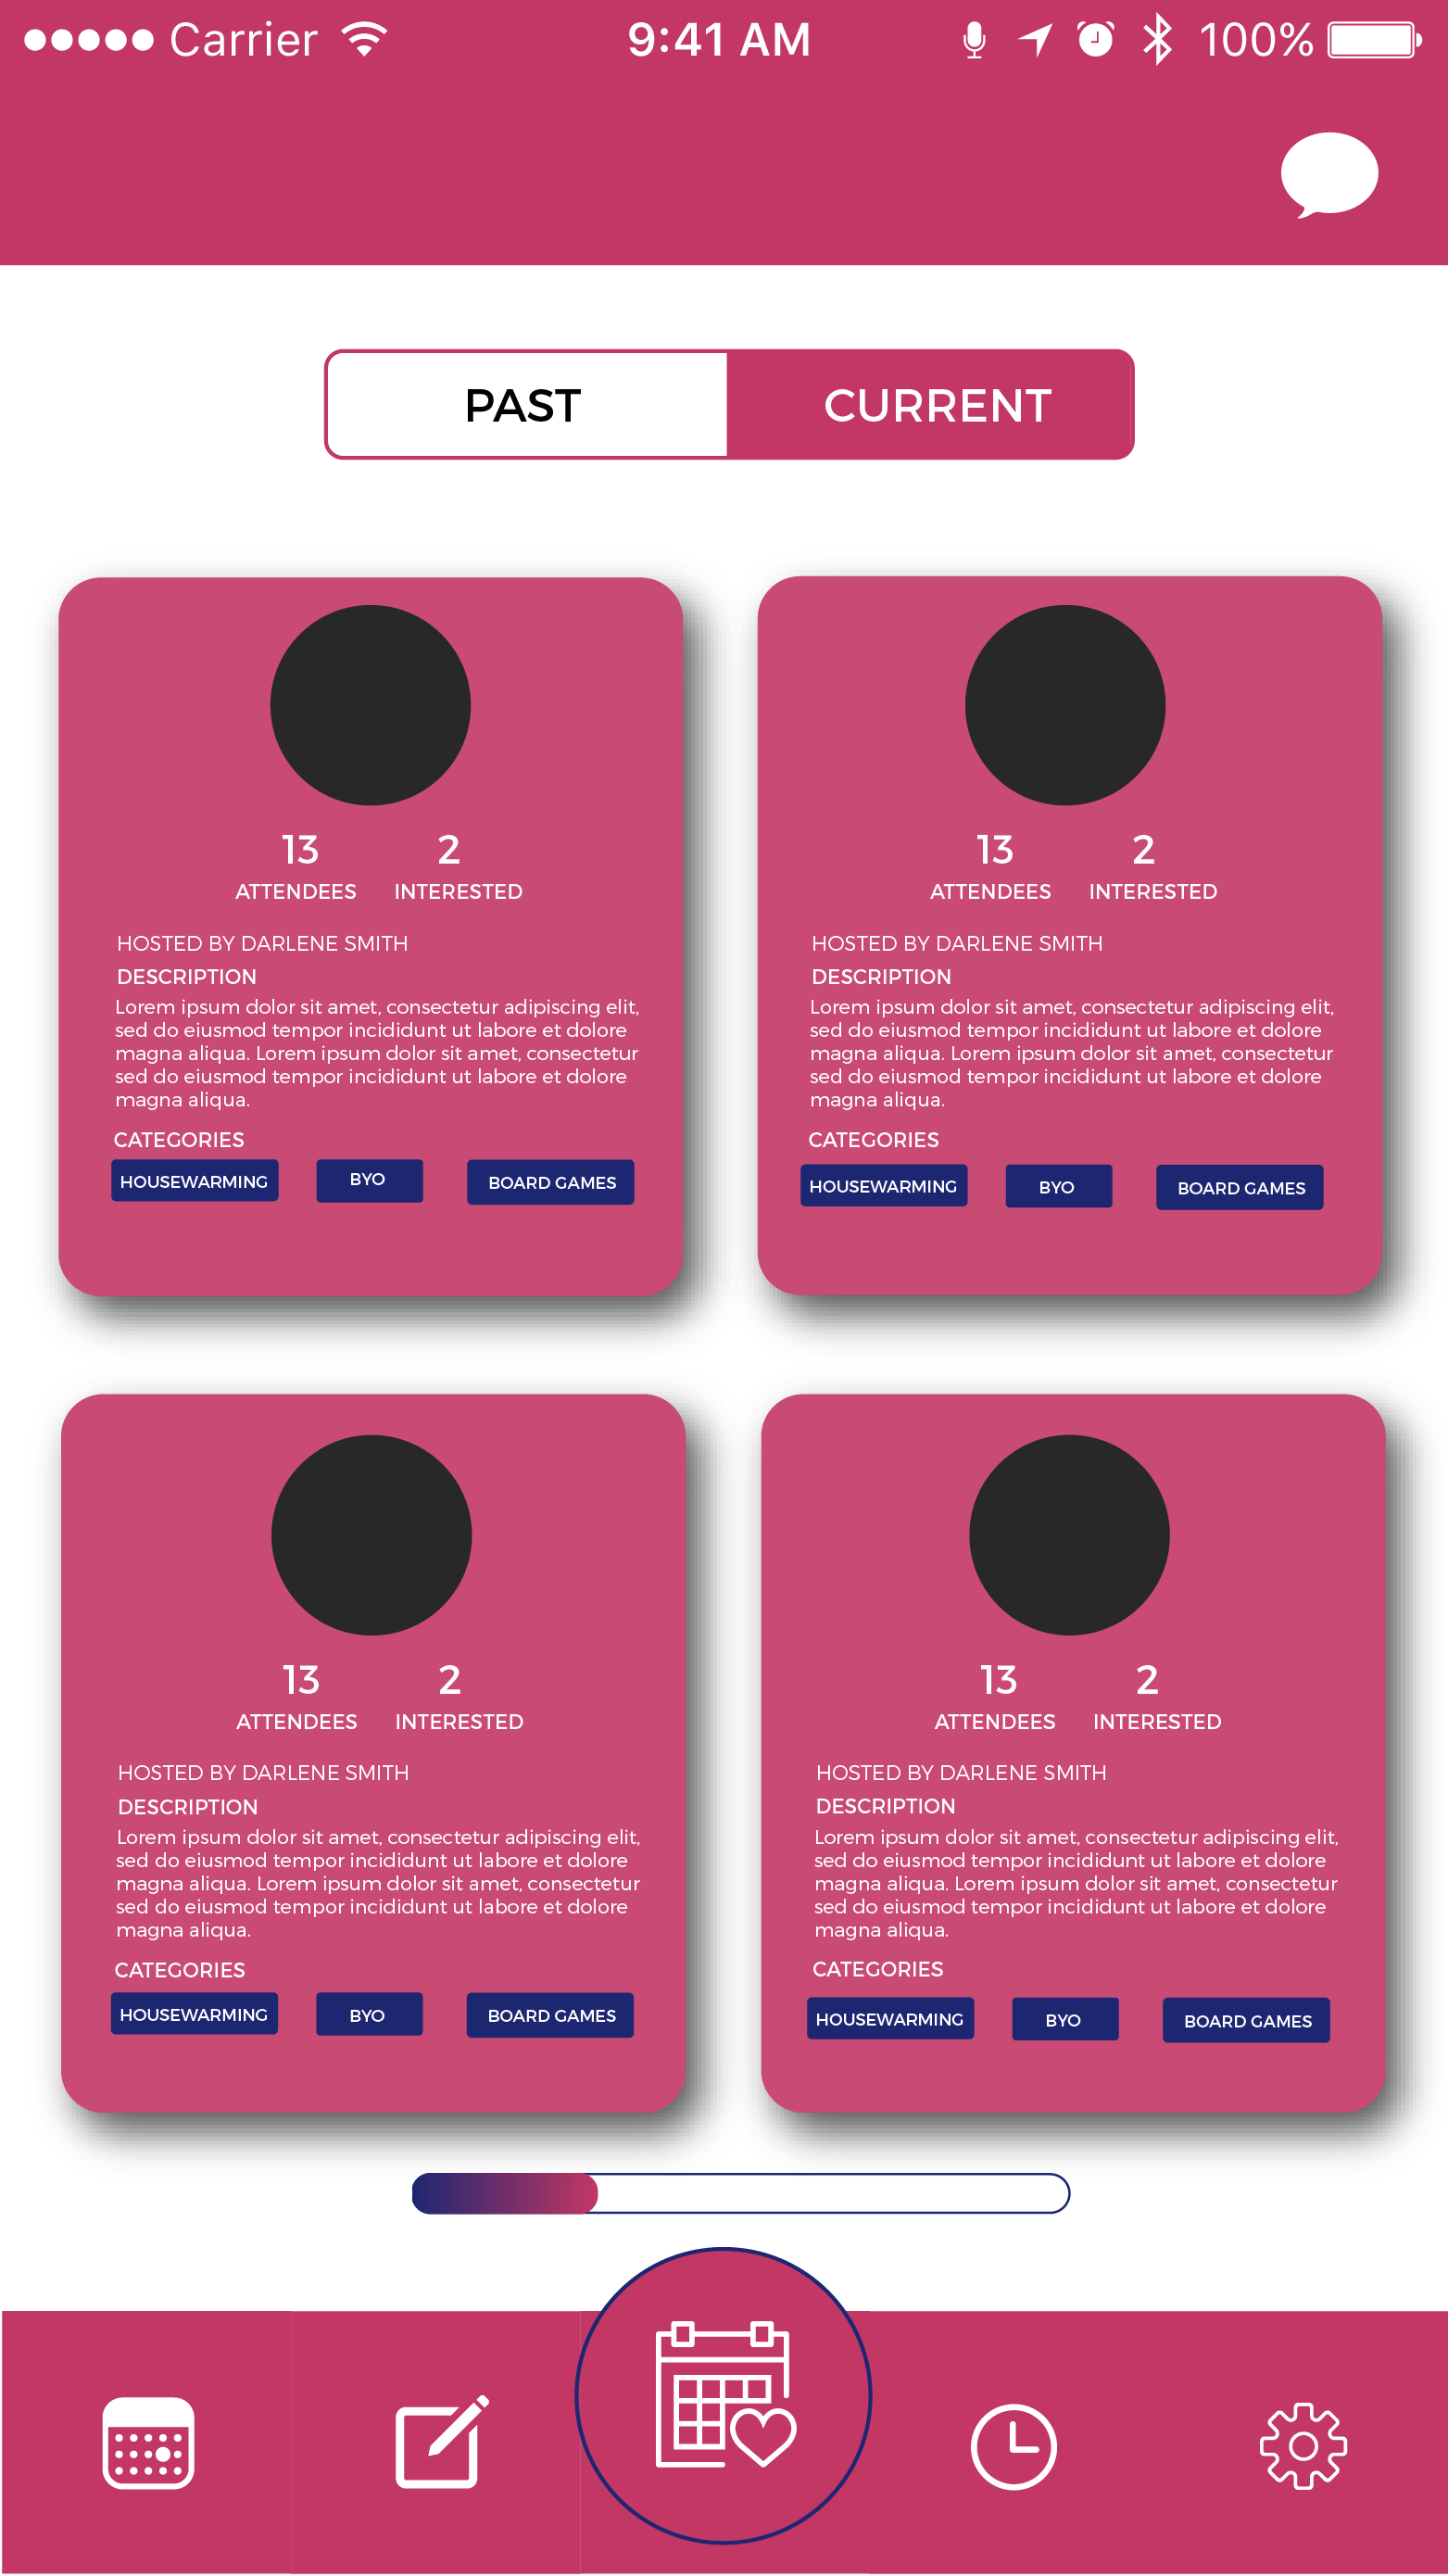 Carrier 9:41 AM 100%
PAST CURRENT
13 2
ATTENDEES INTERESTED
HOSTED BY DARLENE SMITH
DESCRIPTION
Lorem ipsum dolor sit amet, consectetur adipiscing elit,
sed do eiusmod tempor incididunt ut labore et dolore
magna aliqua. Lorem ipsum dolor sit amet, consectetur
sed do eiusmod tempor incididunt ut labore et dolore
magna aliqua.
CATEGORIES
HOUSEWARMING BYO BOARD GAMES
13 2
ATTENDEES INTERESTED
HOSTED BY DARLENE SMITH
DESCRIPTION
Lorem ipsum dolor sit amet, consectetur adipiscing elit,
sed do eiusmod tempor incididunt ut labore et dolore
magna aliqua. Lorem ipsum dolor sit amet, consectetur
sed do eiusmod tempor incididunt ut labore et dolore
magna aliqua.
CATEGORIES
HOUSEWARMING BYO BOARD GAMES
13 2
ATTENDEES INTERESTED
HOSTED BY DARLENE SMITH
DESCRIPTION
Lorem ipsum dolor sit amet, consectetur adipiscing elit,
sed do eiusmod tempor incididunt ut labore et dolore
magna aliqua. Lorem ipsum dolor sit amet, consectetur
sed do eiusmod tempor incididunt ut labore et dolore
magna aliqua.
CATEGORIES
HOUSEWARMING BYO BOARD GAMES
13 2
ATTENDEES INTERESTED
HOSTED BY DARLENE SMITH
DESCRIPTION
Lorem ipsum dolor sit amet, consectetur adipiscing elit,
sed do eiusmod tempor incididunt ut labore et dolore
magna aliqua. Lorem ipsum dolor sit amet, consectetur
sed do eiusmod tempor incididunt ut labore et dolore
magna aliqua.
CATEGORIES
HOUSEWARMING BYO BOARD GAMES